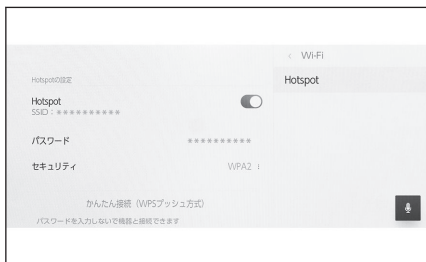 < Wi-Fi
Hotspot
Hotspotの設定
Hotspot
SSID：**********
パスワード **********
セキュリティ WPA2
かんたん接続（WPSプッシュ方式）
パスワードを入力しないで機器と接続できます